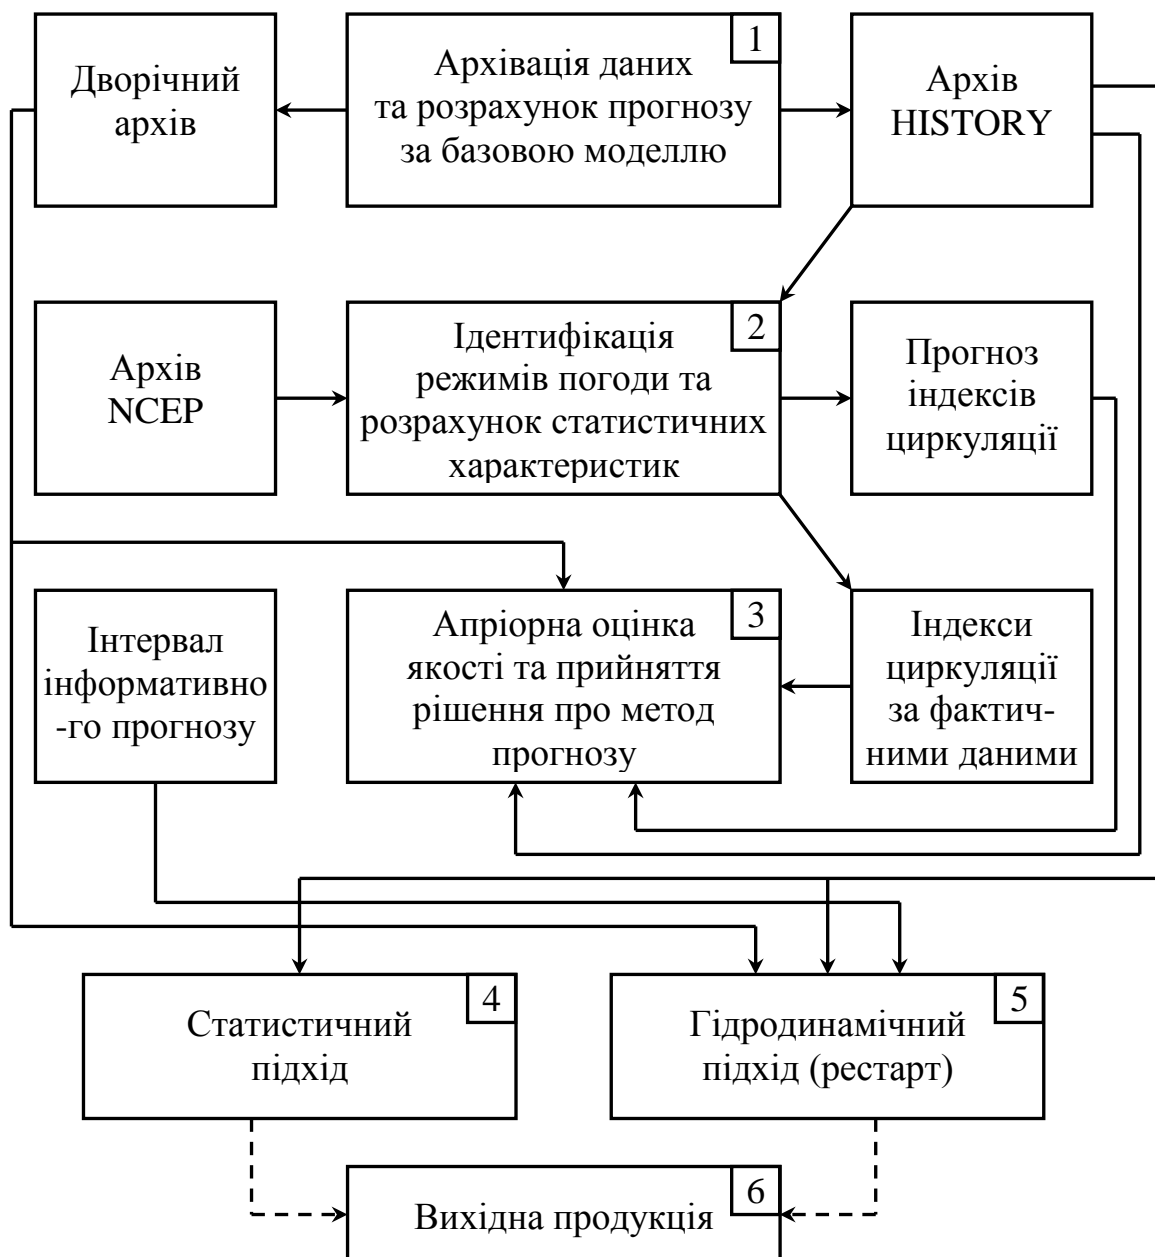 Дворічний
архів
1
Архівація даних
та розрахунок прогнозу
за базовою моделлю
Архів
HISTORY
Архів
NCEP
2
Ідентифікація
режимів погоди та
розрахунок статистичних
характеристик
Прогноз
індексів
циркуляції
Інтервал
інформативно
-го прогнозу
3
Апріорна оцінка
якості та прийняття
рішення про метод
прогнозу
Індекси
циркуляції
за фактич-
ними даними
4
Статистичний
підхід
5
Гідродинамічний
підхід (рестарт)
6
Вихідна продукція